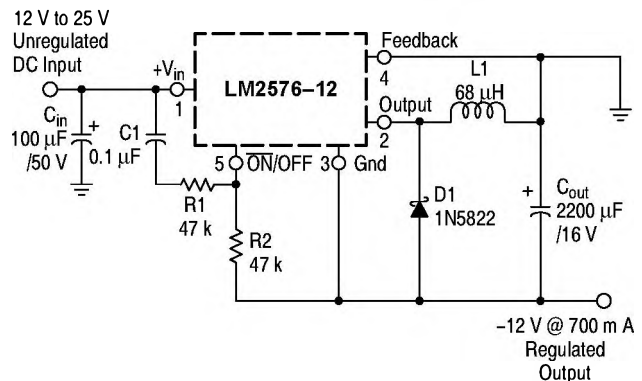 12 V to 25 V
Unregulated
DC Input
+Vin
1
LM2576–12
Feedback
4
L1
68 μH
Output
2
Cin
100 μF
/50 V
+
C1
0.1 μF
5
ON/OFF
3
Gnd
R1
47 k
R2
47 k
D1
1N5822
+
Cout
2200 μF
/16 V
–12 V @ 700 m A
Regulated
Output